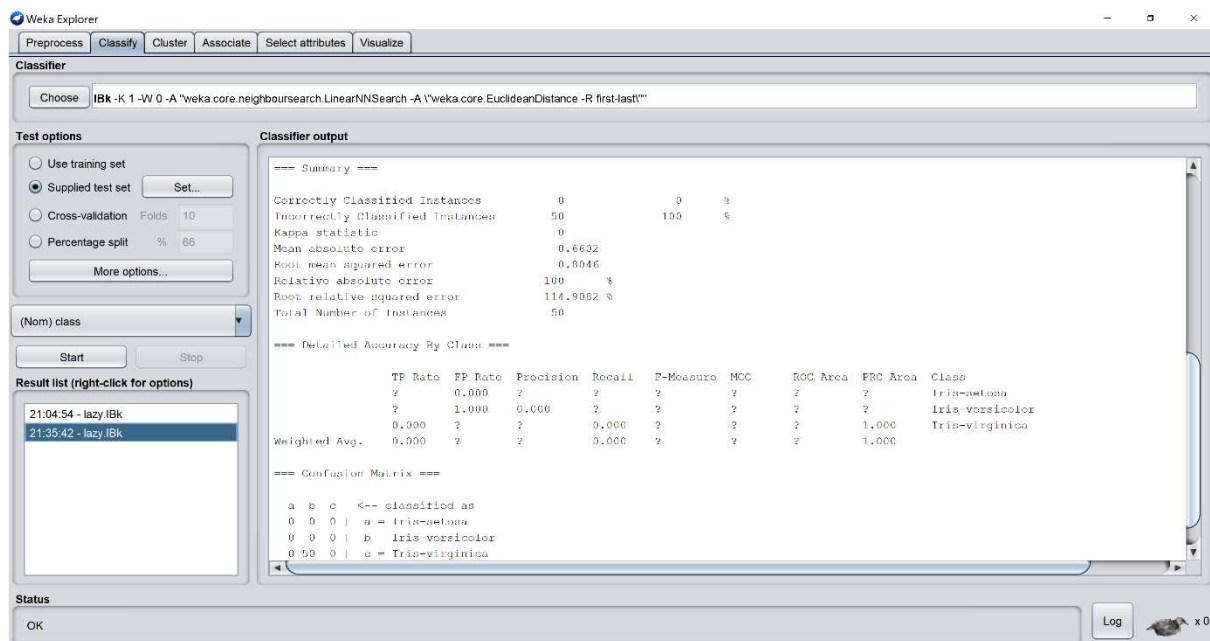 Weka Explorer
Preprocess Classify Cluster Associate Select attributes Visualize
Classifier
Choose IBk -K 1 -W 0 -A "weka.core.neighboursearch.LinearNNSearch -A \"weka.core.EuclideanDistance -R first-last\""
Test options
Use training set
Supplied test set Set...
Cross-validation Folds 10
Percentage split % 66
More options...
(Nom) class
Start Stop
Result list (right-click for options)
21:04:54 - lazy.IBk
21:35:42 - lazy.IBk
Classifier output
=== Summary ===
Correctly Classified Instances 0 0 %
Incorrectly Classified Instances 50 100 %
Kappa statistic 0
Mean absolute error 0.6602
Root mean squared error 0.8046
Relative absolute error 100 %
Root relative squared error 114.9082 %
Total Number of Instances 50
=== Detailed Accuracy By Class ===
TP Rate FP Rate Precision Recall F-Measure MCC ROC Area PRC Area Class
? 0.000 ? ? ? ? ? ? Iris-setosa
? 1.000 0.000 ? ? ? ? ? Iris-versicolor
0.000 ? ? 0.000 ? ? ? 1.000 Iris-virginica
Weighted Avg. 0.000 ? ? 0.000 ? ? ? 1.000
=== Confusion Matrix ===
a b c <-- classified as
0 0 0 | a = Iris-setosa
0 0 0 | b Iris-versicolor
0 50 0 | c = Iris-virginica
Status
OK
Log x 0